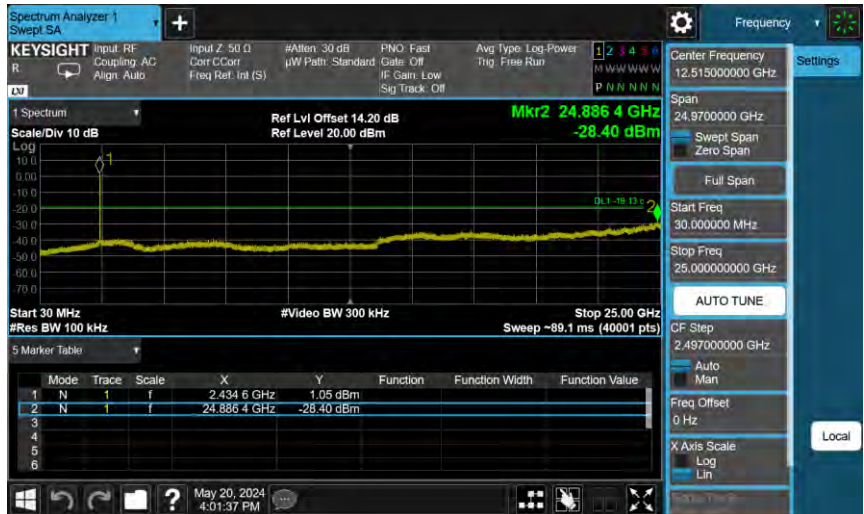 Spectrum Analyzer 1
Swept SA
+
Frequency
KEYSIGHT
R
LXI
Input: RF
Coupling: AC
Align: Auto
Input Z: 50 Ω
Corr CCorr
Freq Ref: Int (S)
#Atten: 30 dB
µW Path: Standard
PNO: Fast
Gate: Off
IF Gain: Low
Sig Track: Off
Avg Type: Log-Power
Trig: Free Run
1 2 3 4 5 6
M W W W W W
P N N N N N
1 Spectrum
Scale/Div 10 dB
Ref Lvl Offset 14.20 dB
Ref Level 20.00 dBm
Mkr2 24.886 4 GHz
-28.40 dBm
Log
10.0
0.00
-10.0
-20.0
-30.0
-40.0
-50.0
-60.0
-70.0
1
2
Start 30 MHz
#Res BW 100 kHz
#Video BW 300 kHz
Stop 25.00 GHz
Sweep ~89.1 ms (40001 pts)
5 Marker Table
Mode Trace Scale X Y Function Function Width Function Value
1 N 1 f 2.434 6 GHz 1.05 dBm
2 N 1 f 24.886 4 GHz -28.40 dBm
3
4
5
6
?
May 20, 2024
4:01:37 PM
Center Frequency
12.515000000 GHz
Settings
Span
24.9700000 GHz
Swept Span
Zero Span
Full Span
Start Freq
30.000000 MHz
Stop Freq
25.000000000 GHz
AUTO TUNE
CF Step
2.497000000 GHz
Auto
Man
Freq Offset
0 Hz
X Axis Scale
Log
Lin
Local